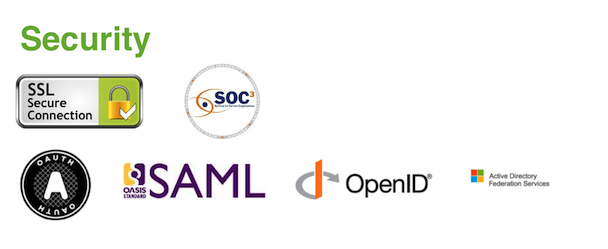 Security
SSL
Secure
Connection
SOC3
OAUTH
A
OAUTH
OASIS
STANDARD
SAML
OpenID®
Active Directory
Federation Services